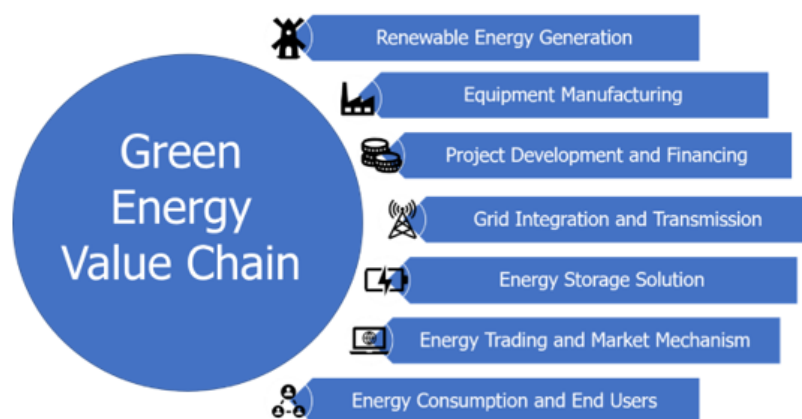 Green
Energy
Value Chain
Renewable Energy Generation
Equipment Manufacturing
Project Development and Financing
Grid Integration and Transmission
Energy Storage Solution
Energy Trading and Market Mechanism
Energy Consumption and End Users